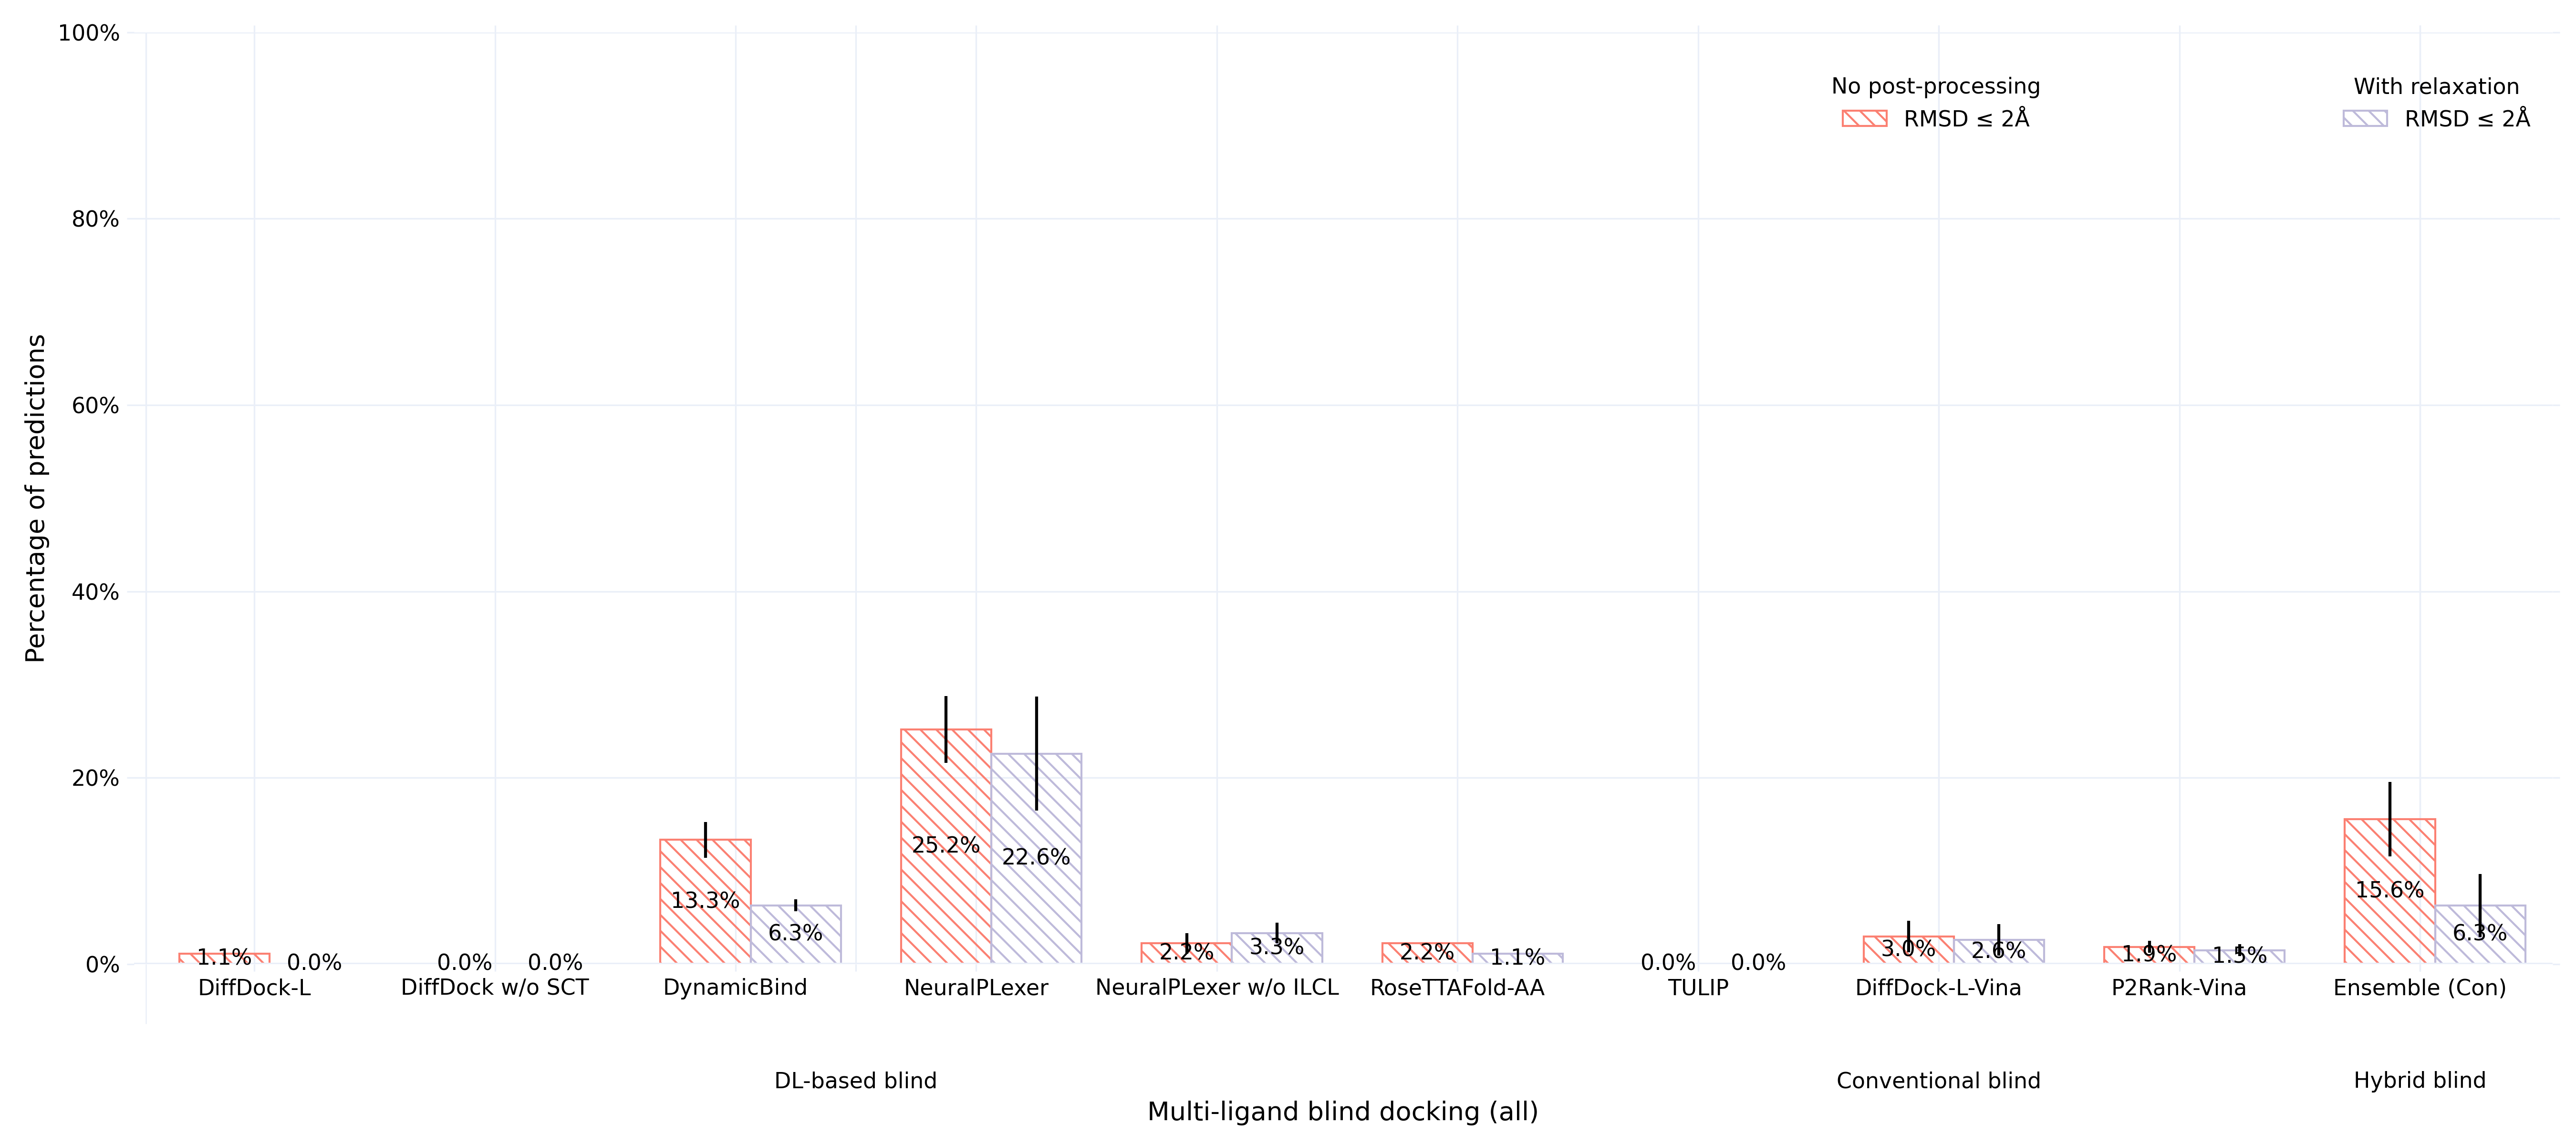 100%
80%
60%
40%
20%
0%
Percentage of predictions
No post-processing
RMSD ≤ 2Å
With relaxation
RMSD ≤ 2Å
1.1%
0.0%
0.0%
0.0%
13.3%
6.3%
25.2%
22.6%
2.2%
3.3%
2.2%
1.1%
0.0%
0.0%
3.0%
2.6%
1.9%
1.5%
15.6%
6.3%
DiffDock-L
DiffDock w/o SCT
DynamicBind
NeuralPLexer
NeuralPLexer w/o ILCL
RoseTTAFold-AA
TULIP
DiffDock-L-Vina
P2Rank-Vina
Ensemble (Con)
DL-based blind
Conventional blind
Hybrid blind
Multi-ligand blind docking (all)